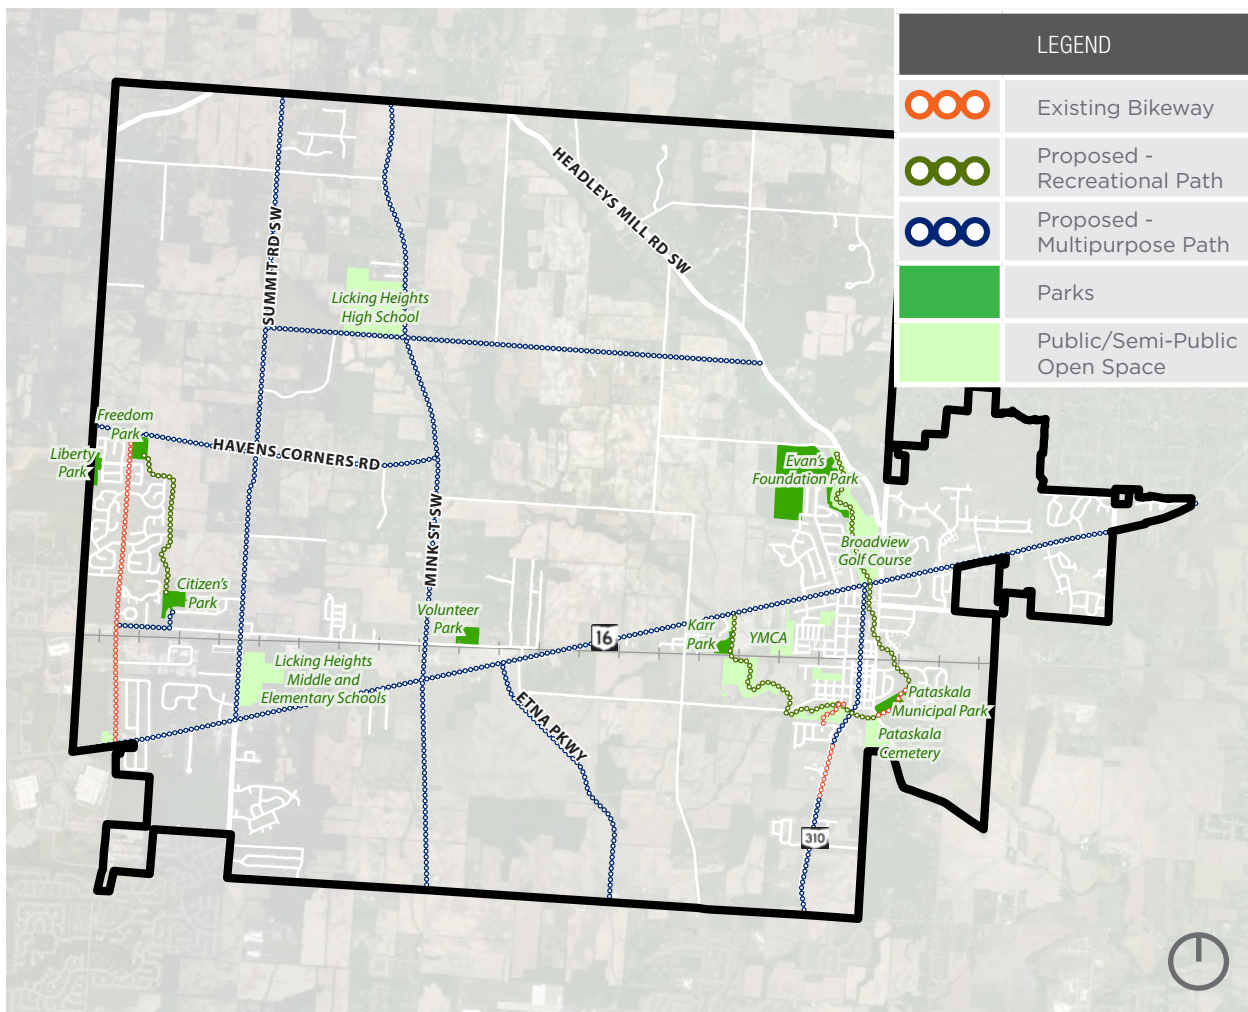 LEGEND
Existing Bikeway
Proposed -
Recreational Path
Proposed -
Multipurpose Path
Parks
Public/Semi-Public
Open Space
HEADLEYS MILL RD SW
SUMMIT RD SW
Licking Heights
High School
Freedom
Park
Liberty
Park
HAVENS CORNERS RD
MINK ST SW
Evan's
Foundation Park
Broadview
Golf Course
Citizen's
Park
Volunteer
Park
16
Karr
Park
YMCA
Licking Heights
Middle and
Elementary Schools
ETNA PKWY
Pataskala
Municipal Park
Pataskala
Cemetery
310